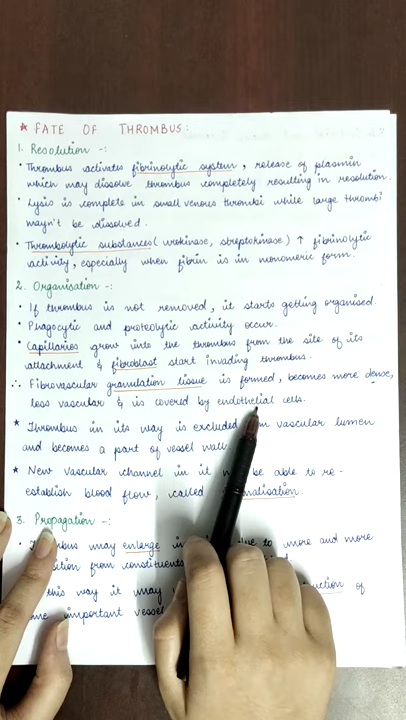 * FATE OF THROMBUS:
1. Resolution -:
• Thrombus activates fibrinolytic system, release of plasmin
which may dissolve thrombus completely resulting in resolution.
• Lysis is complete in small venous thrombi while large thrombi
mayn't be dissolved.
• Thrombolytic substances (urokinase, streptokinase) ↑ fibrinolytic
activity, especially when fibrin is in monomeric form.
2. Organisation -:
• If thrombus is not removed, it starts getting organised.
• Phagocytic and proteolytic activity occur.
• Capillaries grow into the thrombus from the site of its
attachment & fibroblast start invading thrombus.
∴ Fibrovascular granulation tissue is formed, becomes more dense,
less vascular & is covered by endothelial cells.
* Thrombus in its way is excluded vascular lumen
and becomes a part of vessel wall
* New vascular channel in it be able to re-
establish blood flow, called
3. Propagation -:
may enlarge in to more and more
from constituents
this way it may of
important vessel